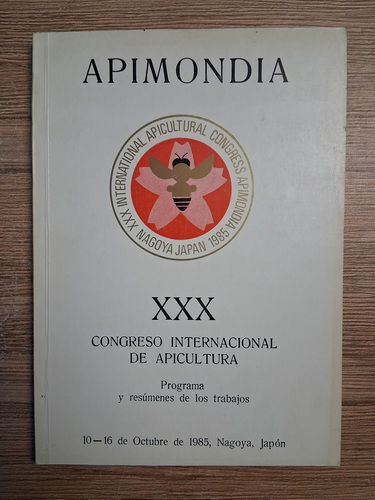 APIMONDIA
XXX INTERNATIONAL APICULTURAL CONGRESS APIMONDIA
NAGOYA JAPAN 1985
XXX
CONGRESO INTERNACIONAL
DE APICULTURA
Programa
y resúmenes de los trabajos
10—16 de Octubre de 1985, Nagoya, Japón